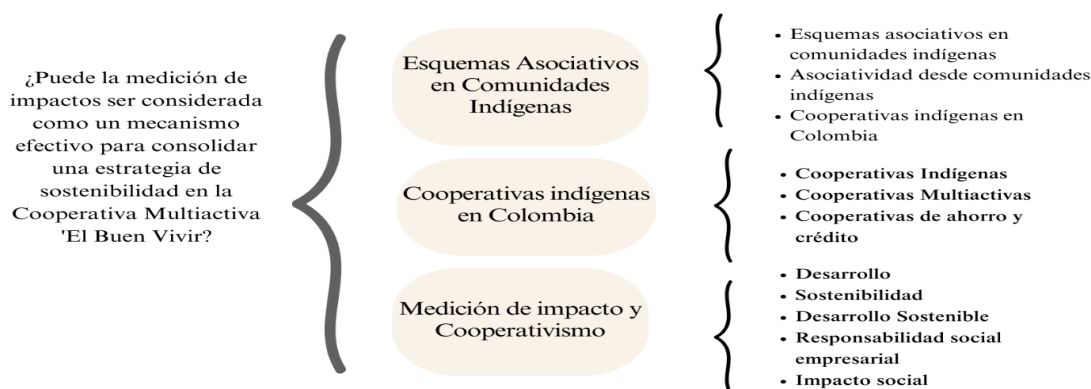 ¿Puede la medición de
impactos ser considerada
como un mecanismo
efectivo para consolidar
una estrategia de
sostenibilidad en la
Cooperativa Multiactiva
'El Buen Vivir?
Esquemas Asociativos
en Comunidades
Indígenas
• Esquemas asociativos en
comunidades indígenas
• Asociatividad desde comunidades
indígenas
• Cooperativas indígenas en
Colombia
Cooperativas indígenas
en Colombia
• Cooperativas Indígenas
• Cooperativas Multiactivas
• Cooperativas de ahorro y
crédito
Medición de impacto y
Cooperativismo
• Desarrollo
• Sostenibilidad
• Desarrollo Sostenible
• Responsabilidad social
empresarial
• Impacto social